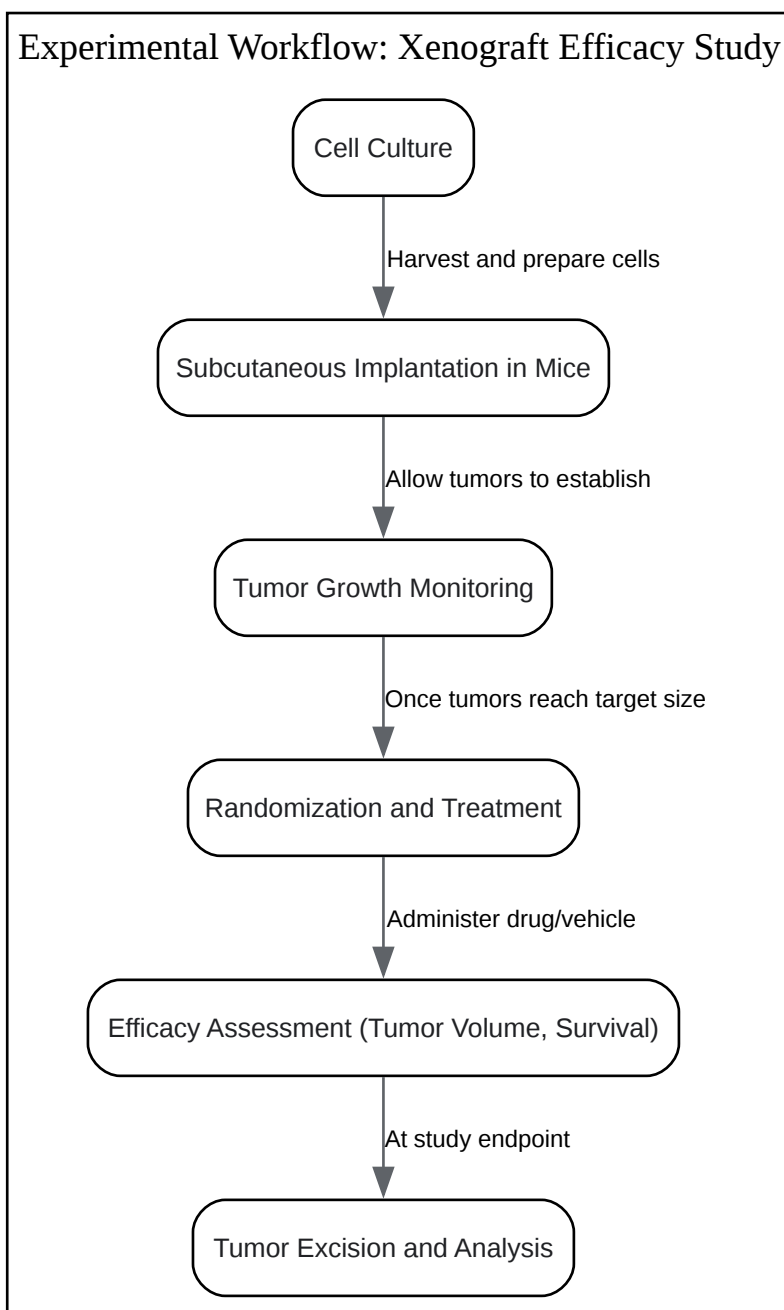 Experimental Workflow: Xenograft Efficacy Study
Cell Culture
Harvest and prepare cells
Subcutaneous Implantation in Mice
Allow tumors to establish
Tumor Growth Monitoring
Once tumors reach target size
Randomization and Treatment
Administer drug/vehicle
Efficacy Assessment (Tumor Volume, Survival)
At study endpoint
Tumor Excision and Analysis